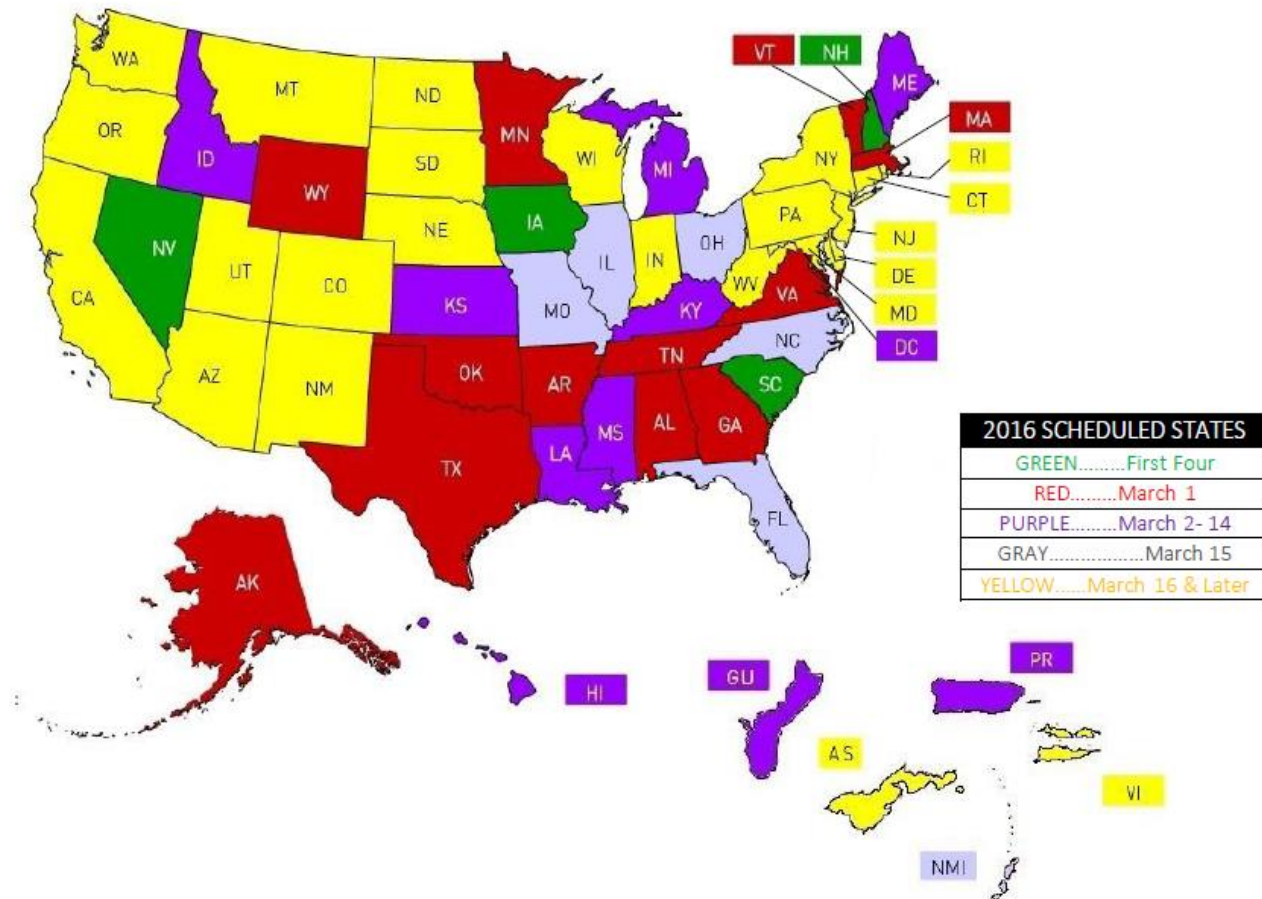 WA
MT
ND
MN
VT
NH
ME
OR
ID
SD
WI
MI
NY
MA
RI
CT
WY
NE
IA
PA
NJ
NV
UT
CO
IL
IN
OH
WV
DE
MD
DC
CA
KS
MO
KY
VA
AZ
NM
OK
AR
TN
NC
SC
TX
LA
MS
AL
GA
FL
2016 SCHEDULED STATES
GREEN.........First Four
RED.........March 1
PURPLE.........March 2- 14
GRAY...................March 15
YELLOW......March 16 & Later
AK
HI
GU
PR
AS
VI
NMI